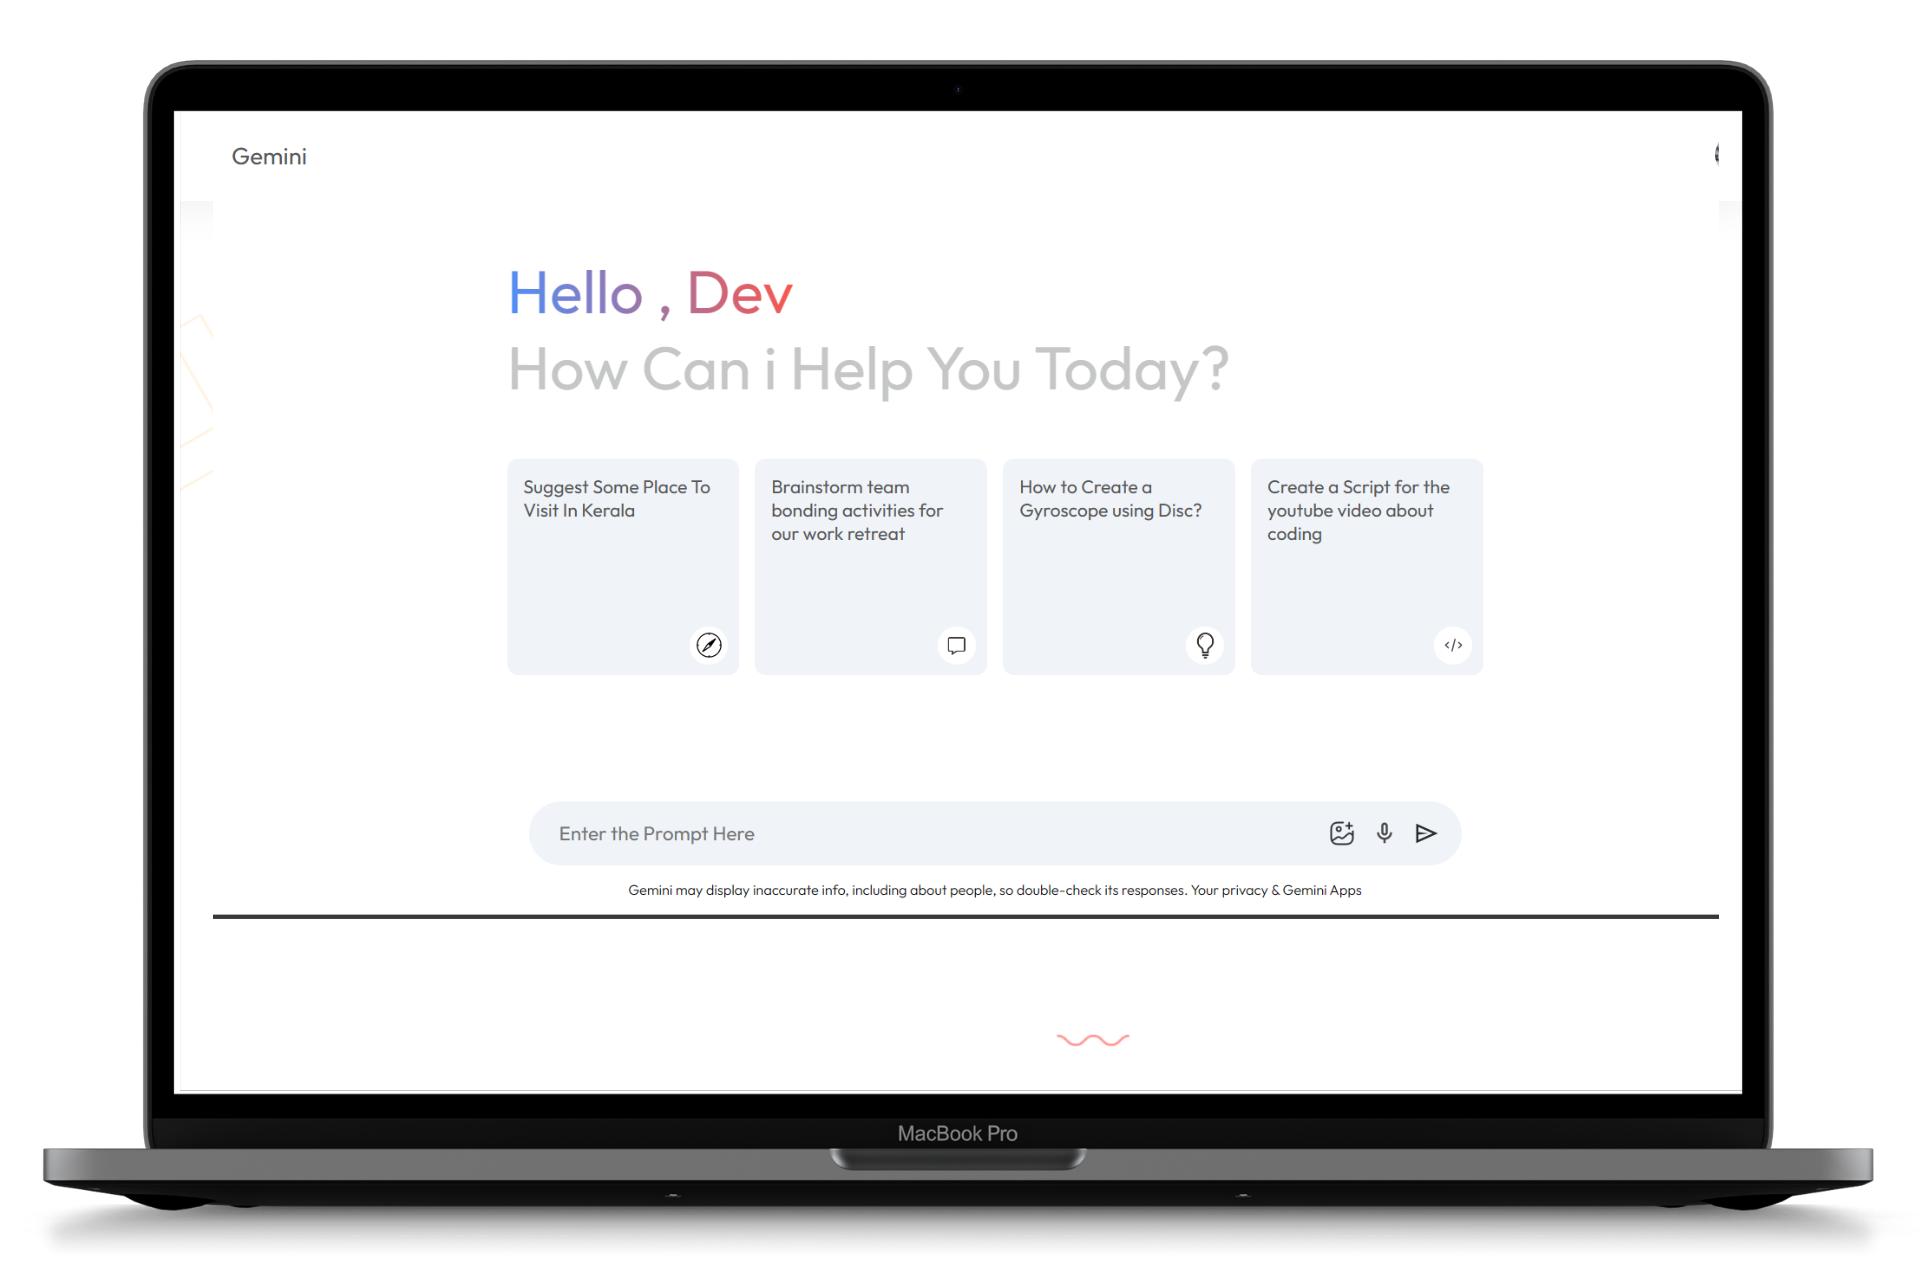 Gemini
Hello , Dev
How Can i Help You Today?
Suggest Some Place To
Visit In Kerala
Brainstorm team
bonding activities for
our work retreat
How to Create a
Gyroscope using Disc?
Create a Script for the
youtube video about
coding
Enter the Prompt Here
Gemini may display inaccurate info, including about people, so double-check its responses. Your privacy & Gemini Apps
MacBook Pro